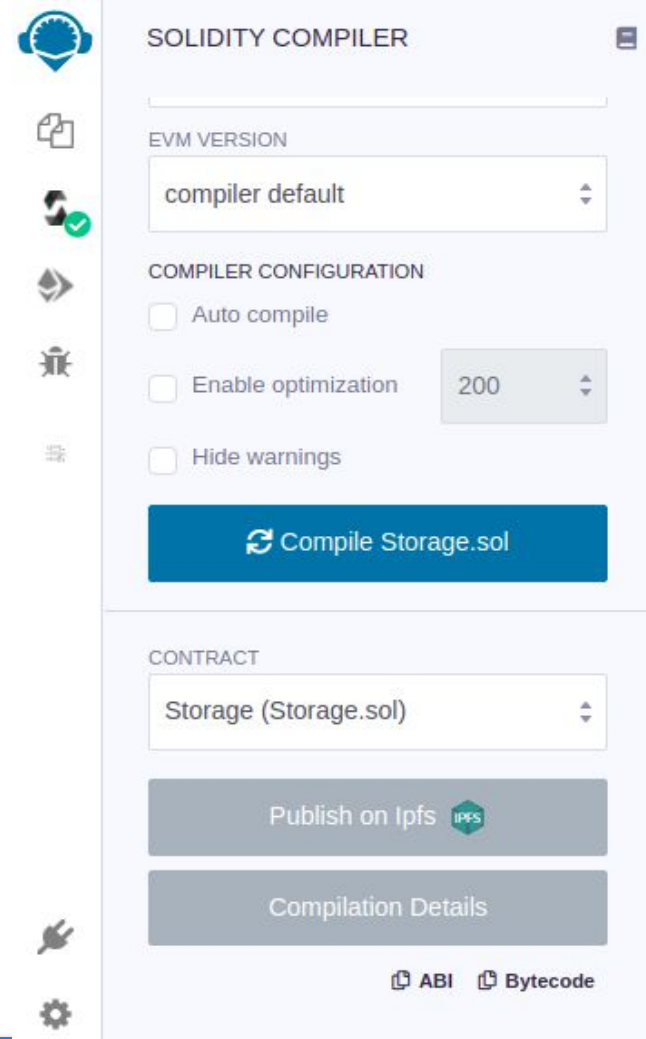 SOLIDITY COMPILER
EVM VERSION
compiler default
COMPILER CONFIGURATION
Auto compile
Enable optimization
200
Hide warnings
Compile Storage.sol
CONTRACT
Storage (Storage.sol)
Publish on Ipfs IPFS
Compilation Details
ABI Bytecode